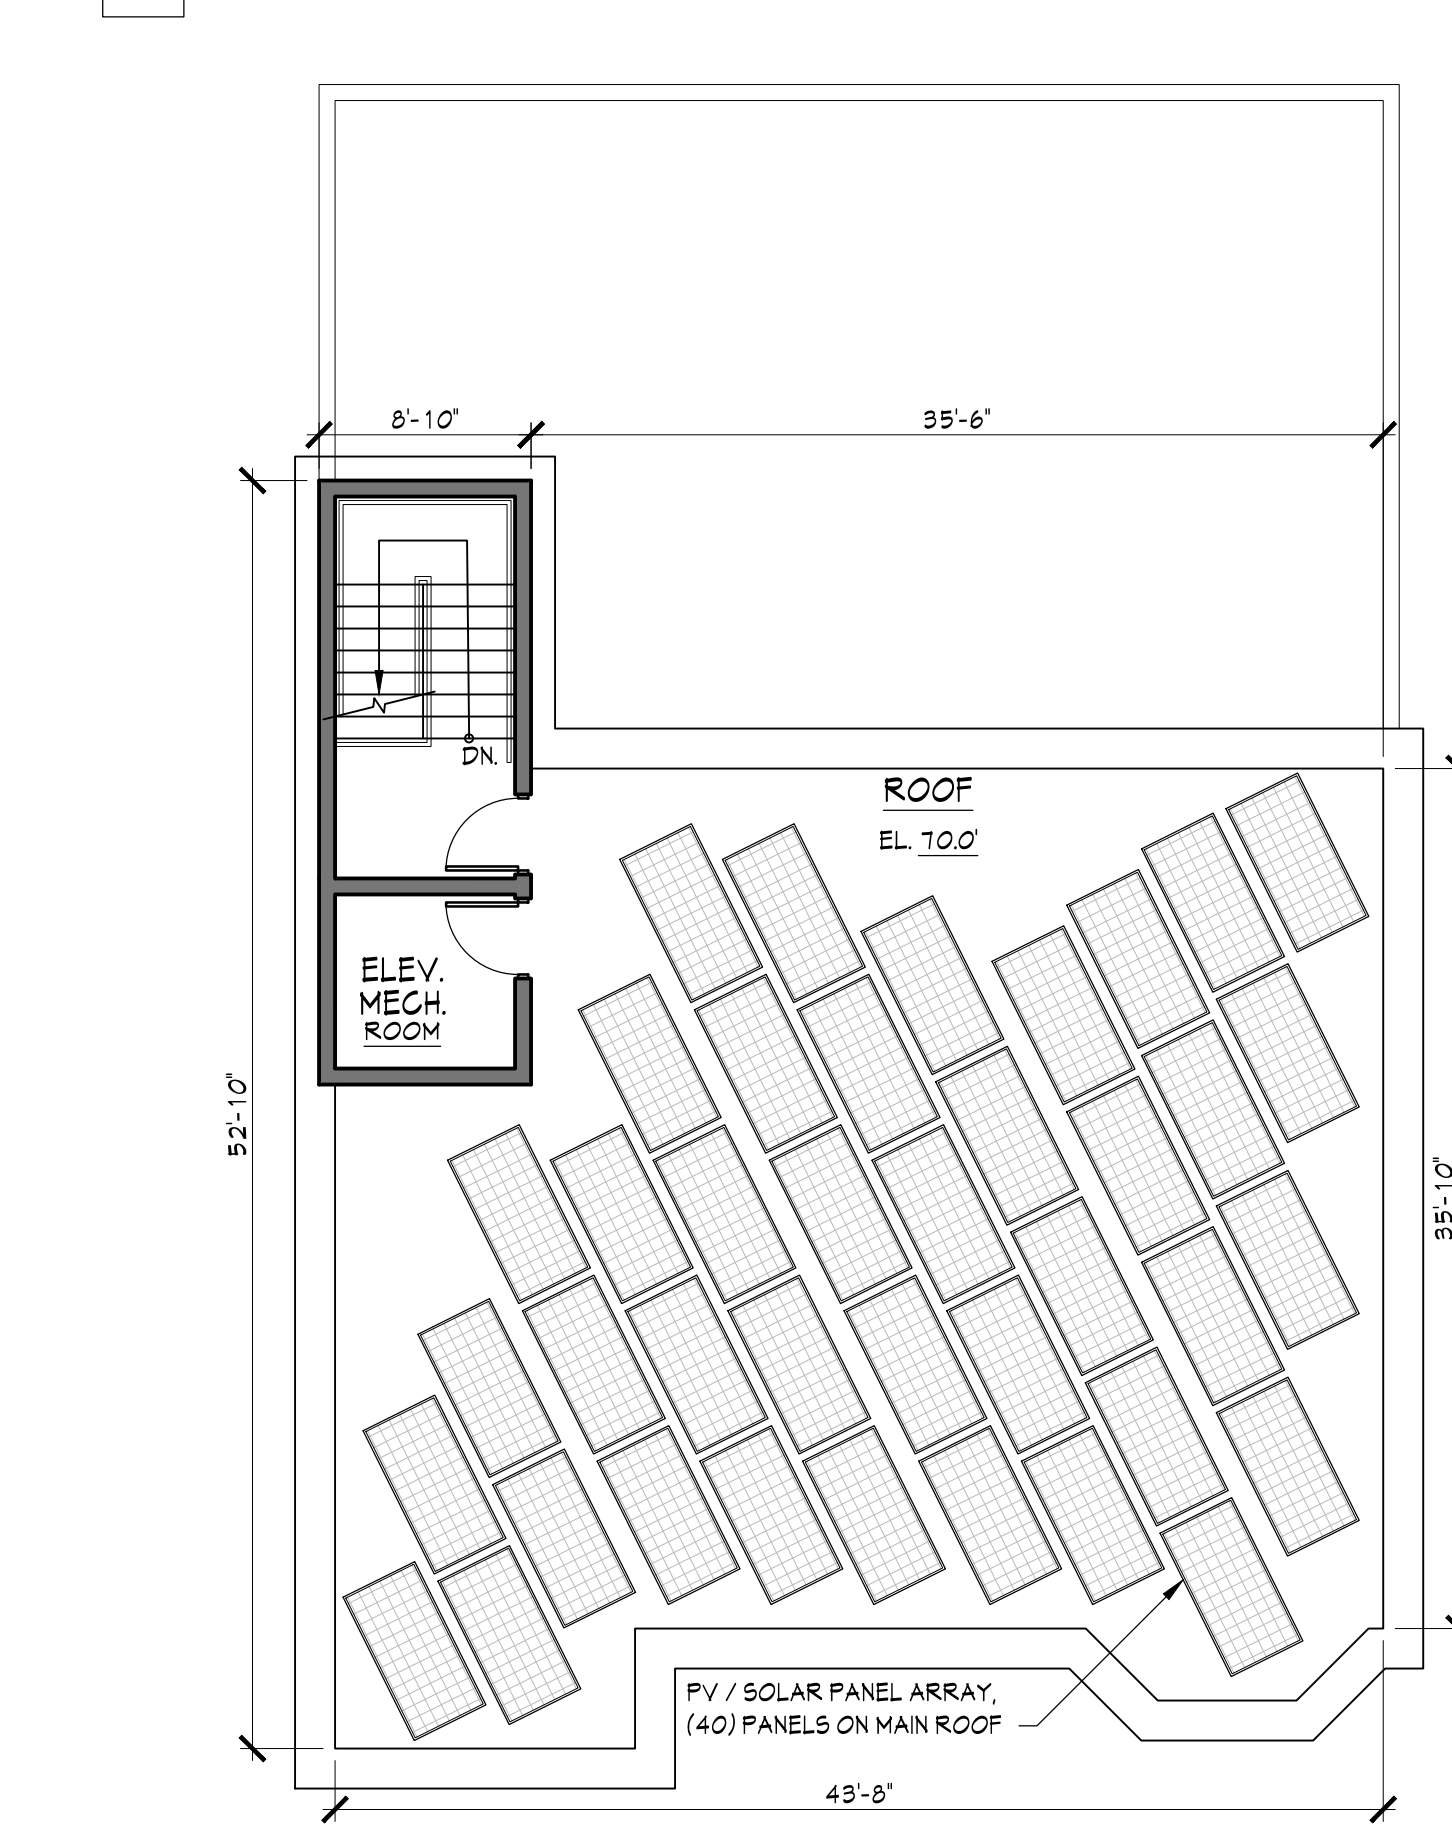 8'-10"
35'-6"
DN.
ROOF
EL. 70.0'
ELEV.
MECH.
ROOM
52'-10"
35'-10"
PV / SOLAR PANEL ARRAY,
(40) PANELS ON MAIN ROOF
43'-8"